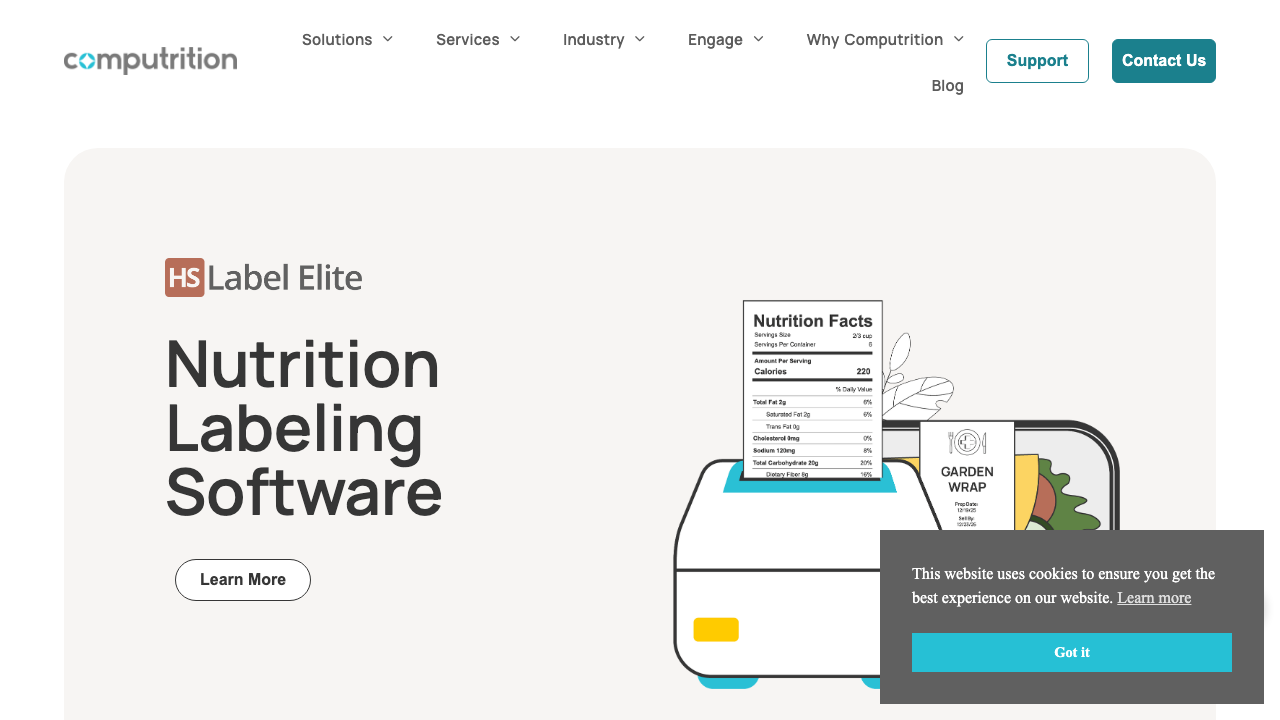 computrition
Solutions
Services
Industry
Engage
Why Computrition
Blog
Support
Contact Us
HS Label Elite
Nutrition
Labeling
Software
Learn More
Nutrition Facts
Servings Size 2/3 cup
Servings Per Container 6
Amount Per Serving
Calories 220
% Daily Value
Total Fat 2g 6%
Saturated Fat 2g 6%
Trans Fat 0g
Cholesterol 0mg 0%
Sodium 120mg 8%
Total Carbohydrate 20g 20%
Dietary Fiber 8g 16%
GARDEN
WRAP
Prep Date:
12/19/25
Sell By:
12/23/25
This website uses cookies to ensure you get the
best experience on our website. Learn more
Got it